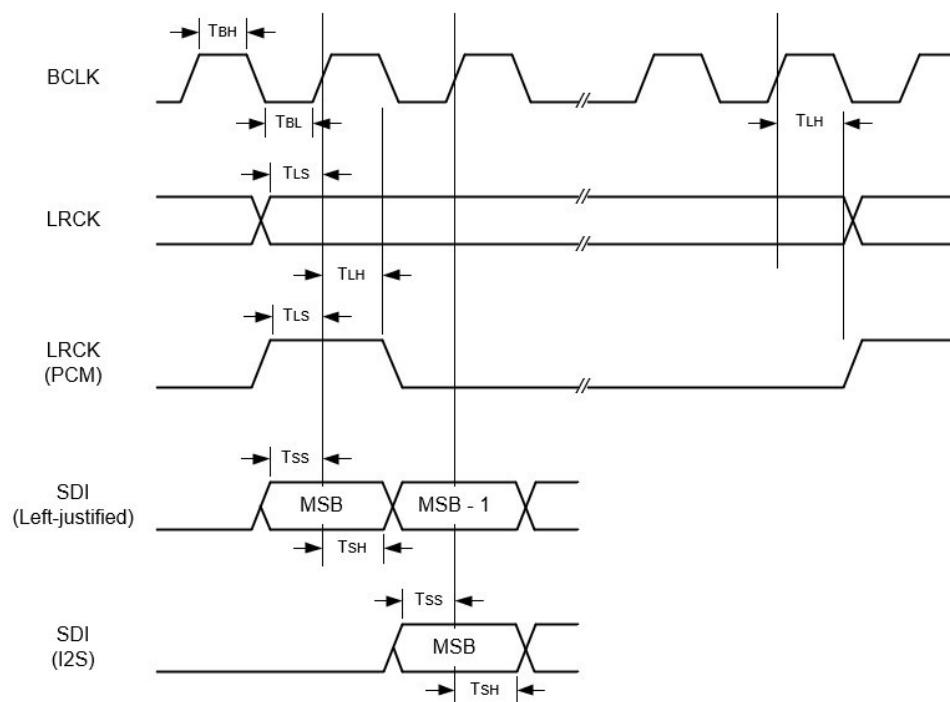 TBH
BCLK
TBL
TLH
TLS
LRCK
TLH
TLS
LRCK
(PCM)
TSS
SDI
(Left-justified)
MSB
MSB - 1
TSH
TSS
SDI
(I2S)
MSB
TSH